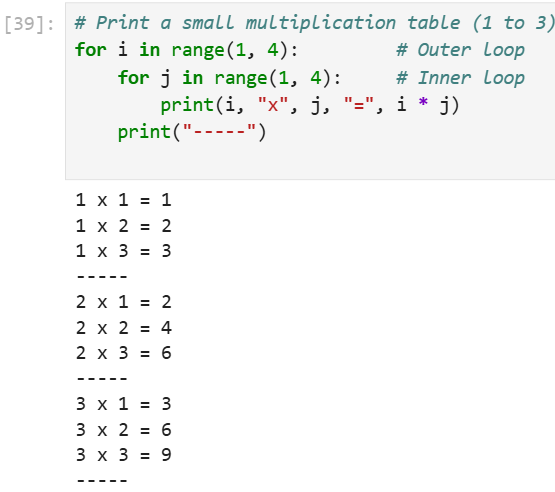 [39]: # Print a small multiplication table (1 to 3)
for i in range(1, 4):         # Outer loop
    for j in range(1, 4):     # Inner loop
        print(i, "x", j, "=", i * j)
    print("-----")
1 x 1 = 1
1 x 2 = 2
1 x 3 = 3
-----
2 x 1 = 2
2 x 2 = 4
2 x 3 = 6
-----
3 x 1 = 3
3 x 2 = 6
3 x 3 = 9
-----